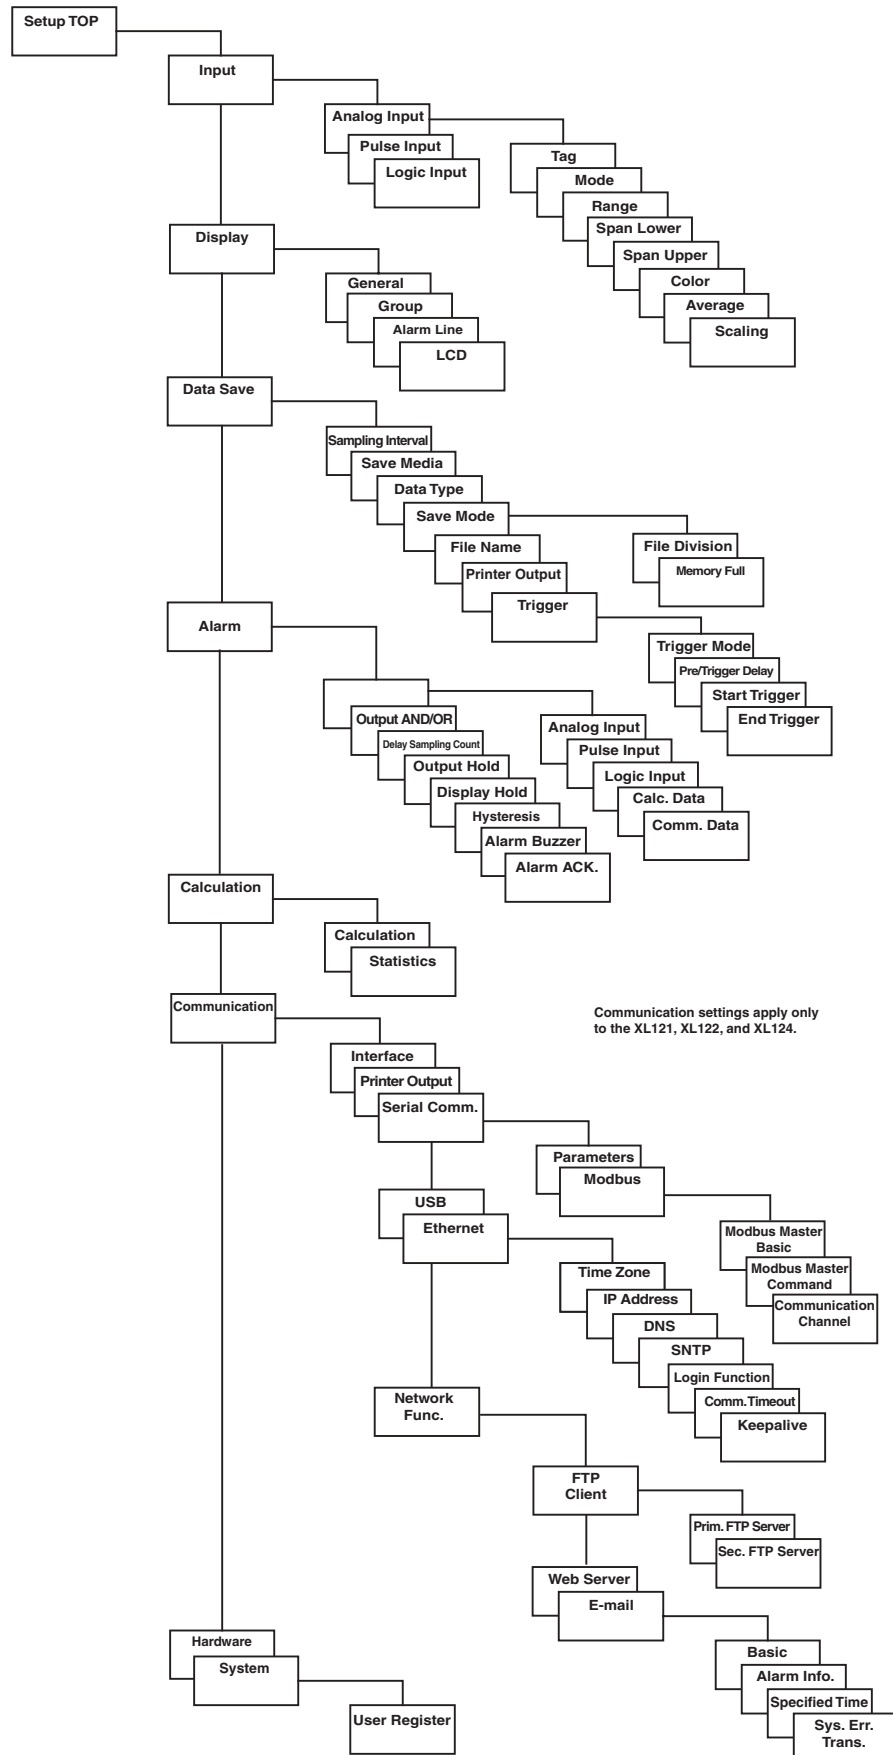 Setup TOP
Input
Analog Input
Pulse Input
Logic Input
Tag
Mode
Range
Span Lower
Span Upper
Color
Average
Scaling
Display
General
Group
Alarm Line
LCD
Data Save
Sampling Interval
Save Media
Data Type
Save Mode
File Name
Printer Output
Trigger
File Division
Memory Full
Trigger Mode
Pre/Trigger Delay
Start Trigger
End Trigger
Alarm
Output AND/OR
Delay Sampling Count
Output Hold
Display Hold
Hysteresis
Alarm Buzzer
Alarm ACK.
Analog Input
Pulse Input
Logic Input
Calc. Data
Comm. Data
Calculation
Calculation
Statistics
Communication
Communication settings apply only
to the XL121, XL122, and XL124.
Interface
Printer Output
Serial Comm.
Parameters
Modbus
Modbus Master
Basic
Modbus Master
Command
Communication
Channel
USB
Ethernet
Time Zone
IP Address
DNS
SNTP
Login Function
Comm.Timeout
Keepalive
Network
Func.
FTP
Client
Prim. FTP Server
Sec. FTP Server
Web Server
E-mail
Basic
Alarm Info.
Specified Time
Sys. Err.
Trans.
Hardware
System
User Register